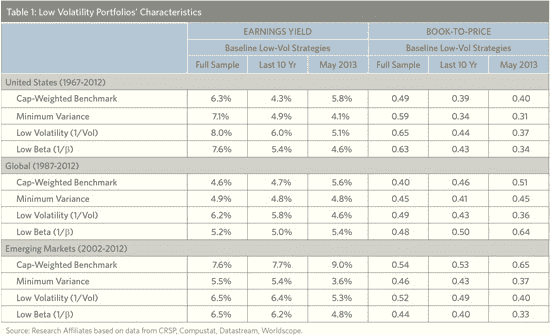 Table 1: Low Volatility Portfolios' Characteristics
EARNINGS YIELD BOOK-TO-PRICE
Baseline Low-Vol Strategies Baseline Low-Vol Strategies
Full Sample Last 10 Yr May 2013 Full Sample Last 10 Yr May 2013
United States (1967-2012)
Cap-Weighted Benchmark 6.3% 4.3% 5.8% 0.49 0.39 0.40
Minimum Variance 7.1% 4.9% 4.1% 0.59 0.34 0.31
Low Volatility (1/Vol) 8.0% 6.0% 5.1% 0.65 0.44 0.37
Low Beta (1/β) 7.6% 5.4% 4.6% 0.63 0.43 0.34
Global (1987-2012)
Cap-Weighted Benchmark 4.6% 4.7% 5.6% 0.40 0.46 0.51
Minimum Variance 4.9% 4.8% 4.8% 0.45 0.41 0.45
Low Volatility (1/Vol) 6.2% 5.8% 4.6% 0.49 0.43 0.36
Low Beta (1/β) 5.2% 5.0% 5.4% 0.48 0.50 0.64
Emerging Markets (2002-2012)
Cap-Weighted Benchmark 7.6% 7.7% 9.0% 0.54 0.53 0.65
Minimum Variance 5.5% 5.4% 3.6% 0.46 0.43 0.37
Low Volatility (1/Vol) 6.5% 6.4% 5.3% 0.52 0.49 0.40
Low Beta (1/β) 6.5% 6.2% 4.8% 0.44 0.40 0.33
Source: Research Affiliates based on data from CRSP, Compustat, Datastream, Worldscope.